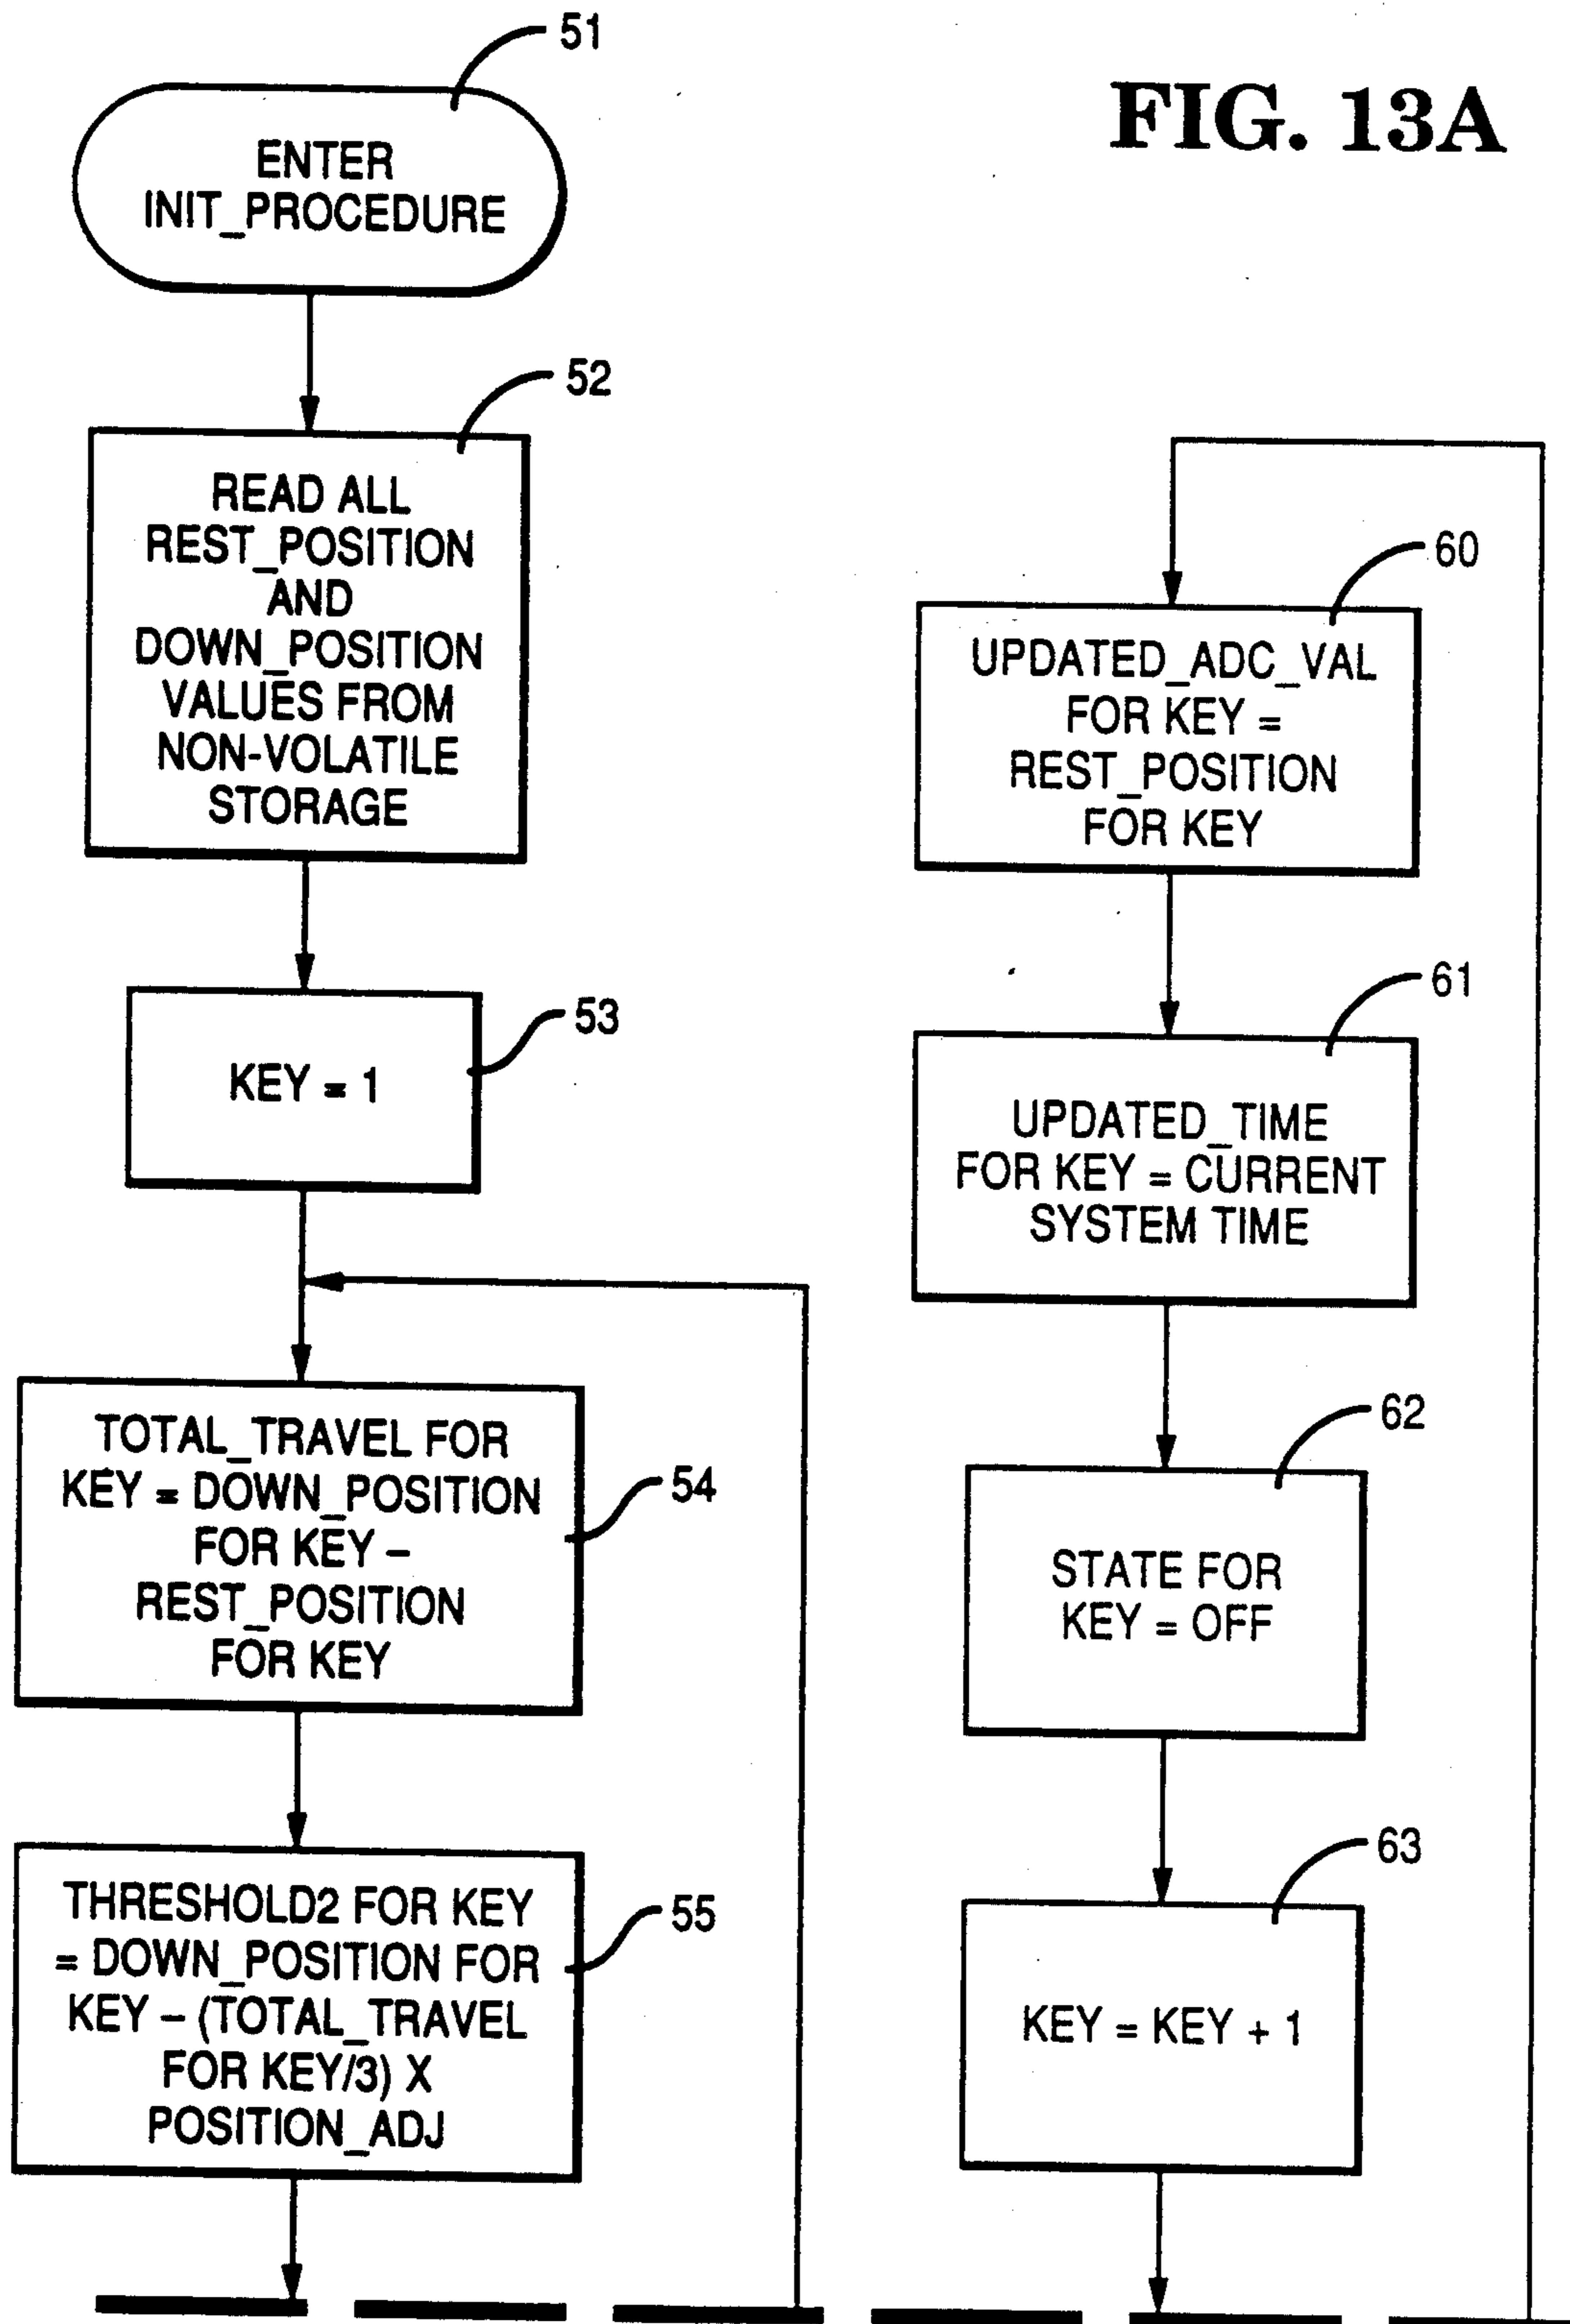 FIG. 13A
51
ENTER
INIT_PROCEDURE
52
READ ALL
REST_POSITION
AND
DOWN_POSITION
VALUES FROM
NON-VOLATILE
STORAGE
53
KEY = 1
54
TOTAL_TRAVEL FOR
KEY = DOWN_POSITION
FOR KEY –
REST_POSITION
FOR KEY
55
THRESHOLD2 FOR KEY
= DOWN_POSITION FOR
KEY – (TOTAL_TRAVEL
FOR KEY/3) X
POSITION_ADJ
60
UPDATED_ADC_VAL
FOR KEY =
REST_POSITION
FOR KEY
61
UPDATED_TIME
FOR KEY = CURRENT
SYSTEM TIME
62
STATE FOR
KEY = OFF
63
KEY = KEY + 1